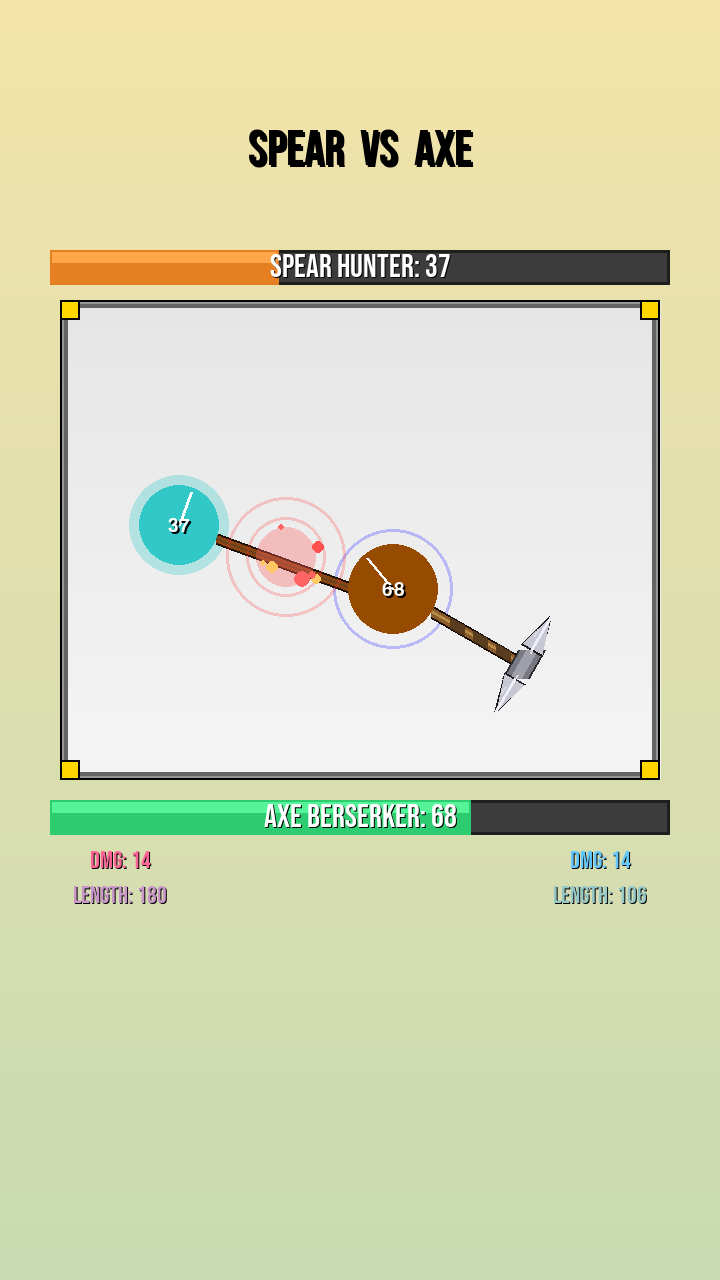 SPEAR VS AXE
SPEAR HUNTER: 37
37
68
AXE BERSERKER: 68
DMG: 14
DMG: 14
LENGTH: 180
LENGTH: 106